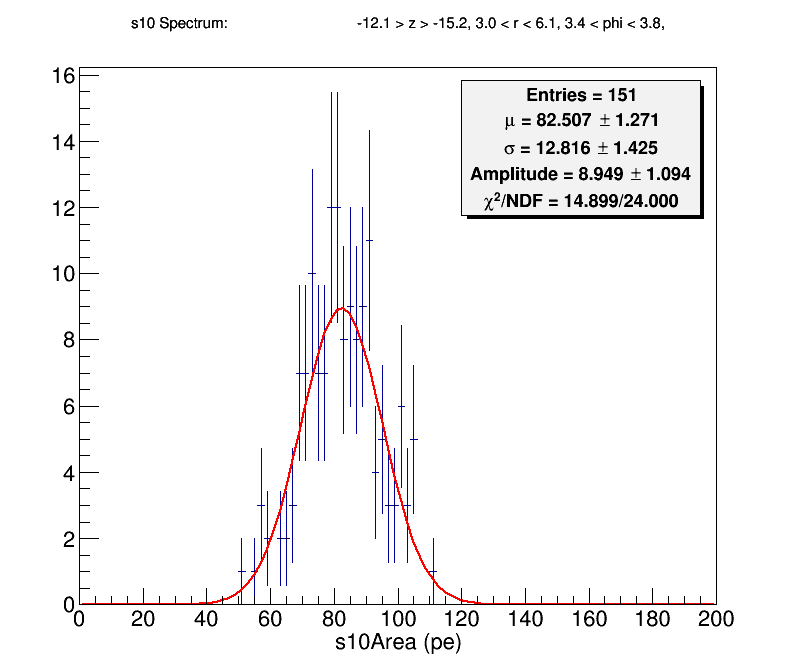 s10 Spectrum: -12.1 > z > -15.2, 3.0 < r < 6.1, 3.4 < phi < 3.8,
Entries = 151
μ = 82.507 ± 1.271
σ = 12.816 ± 1.425
Amplitude = 8.949 ± 1.094
χ²/NDF = 14.899/24.000
16
14
12
10
8
6
4
2
0
0 20 40 60 80 100 120 140 160 180 200
s10Area (pe)